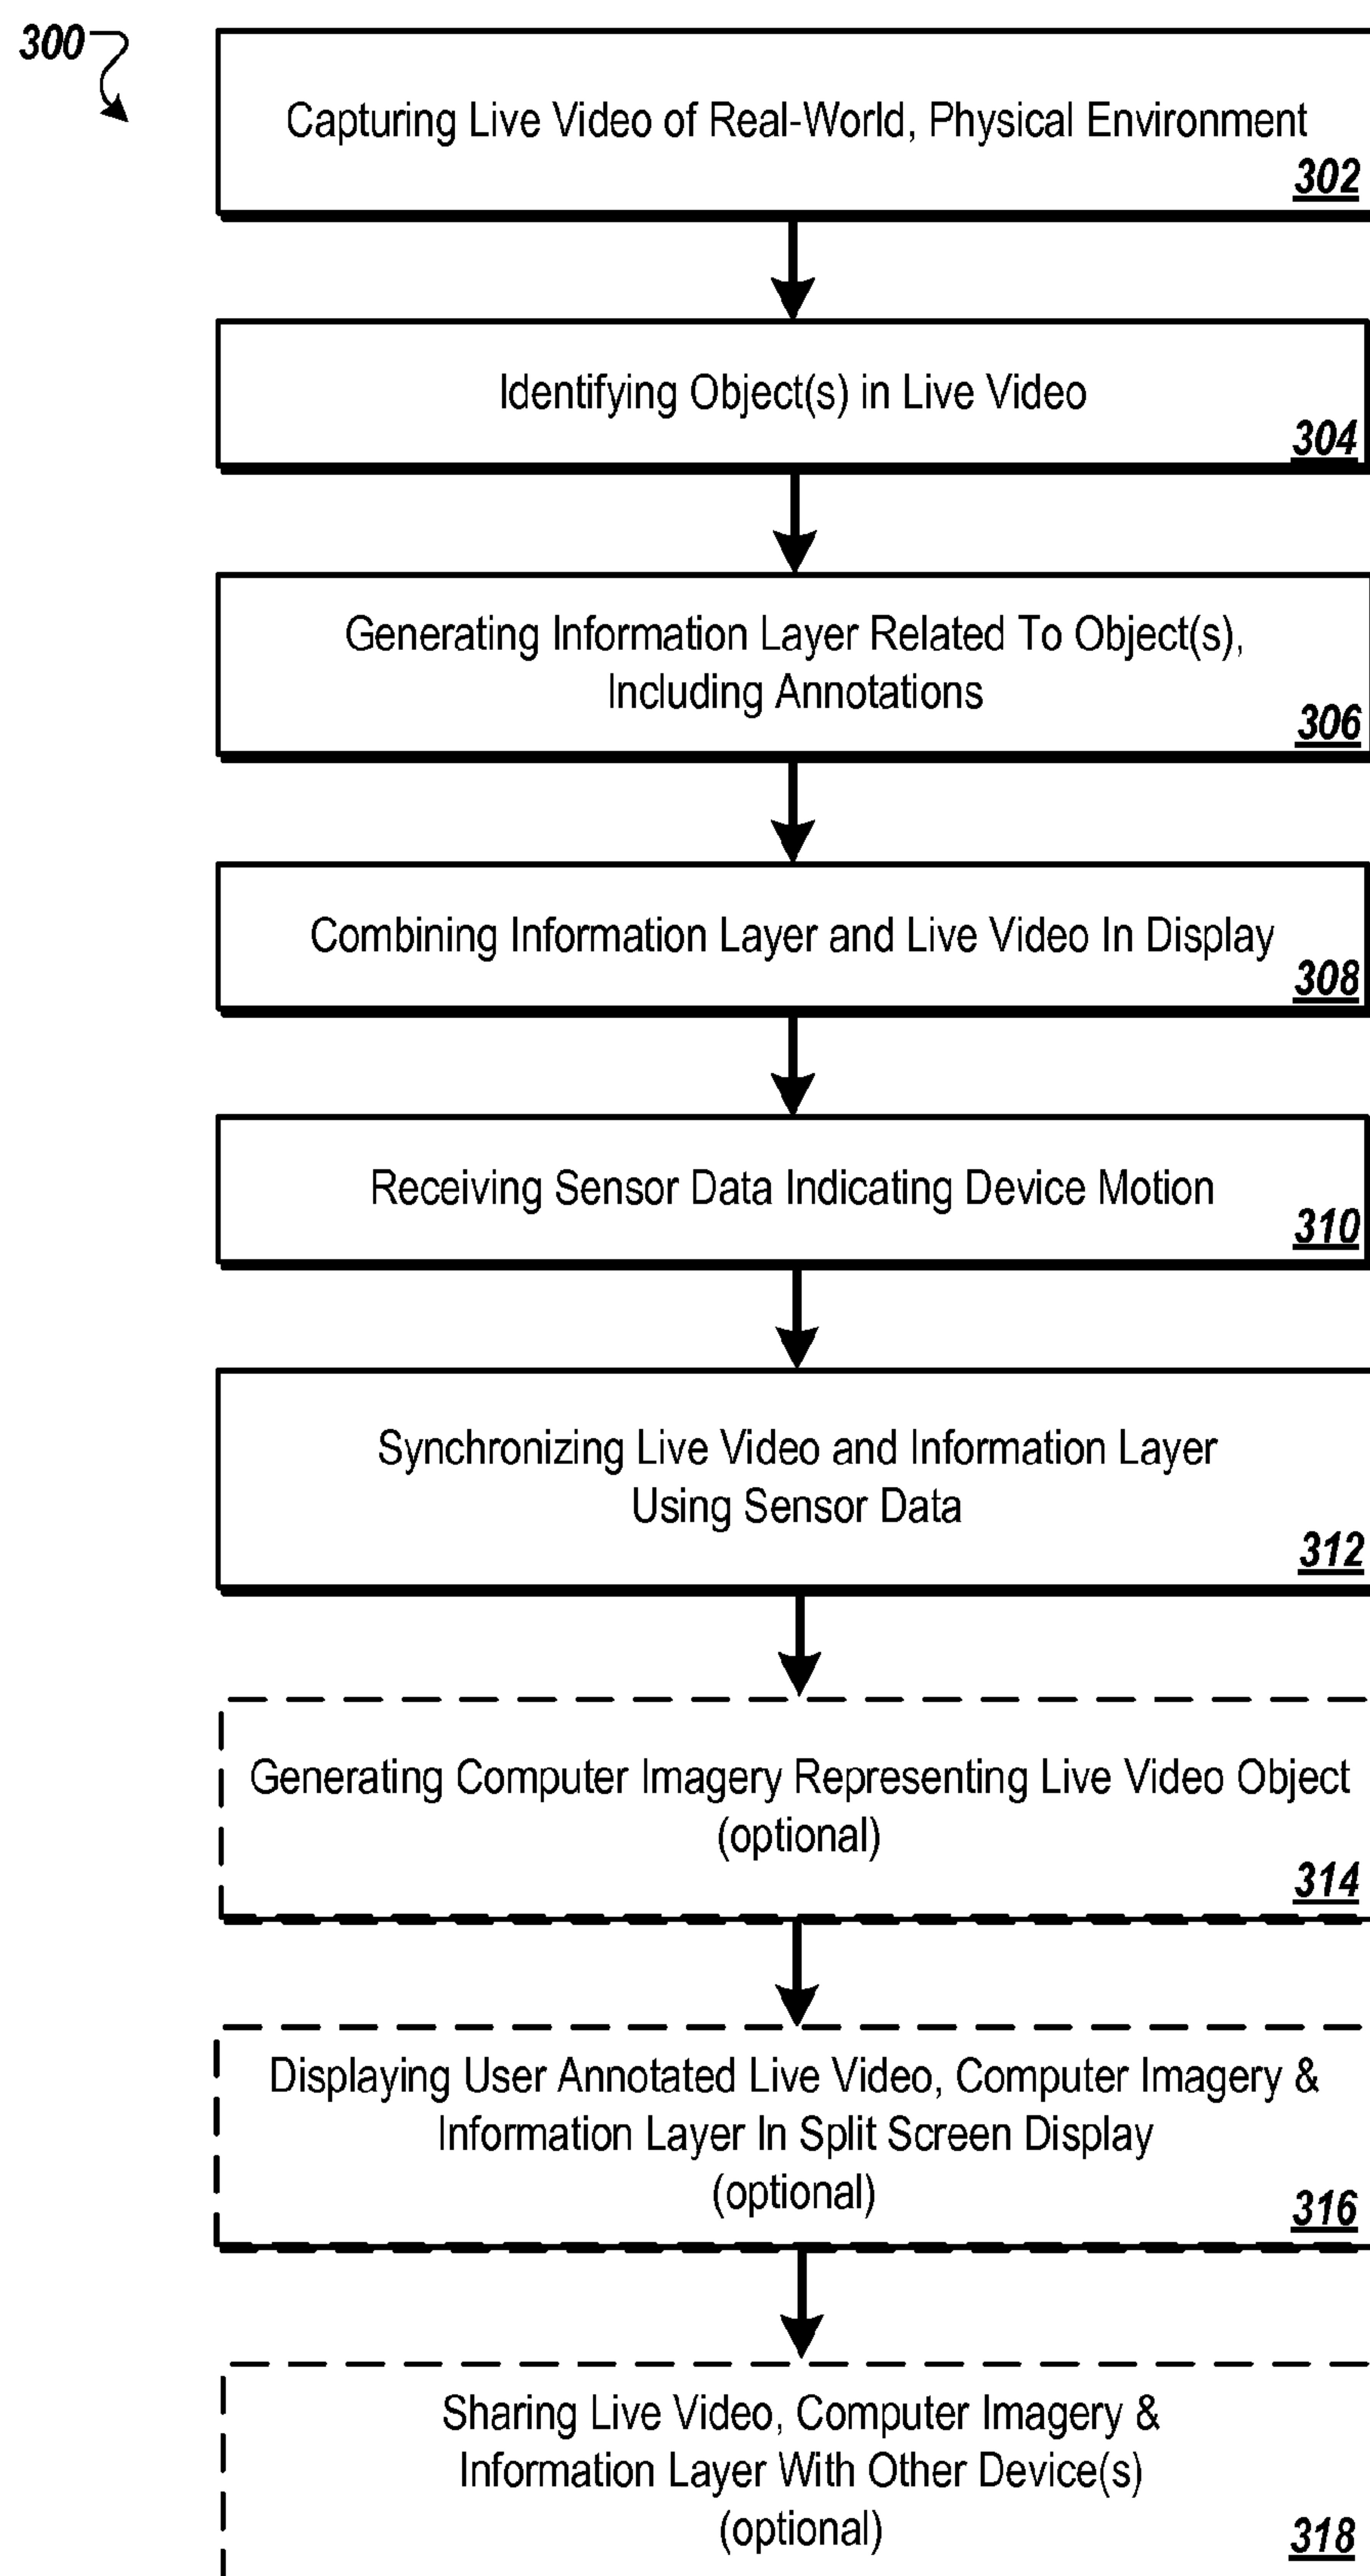 300
Capturing Live Video of Real-World, Physical Environment
302
Identifying Object(s) in Live Video
304
Generating Information Layer Related To Object(s),
Including Annotations
306
Combining Information Layer and Live Video In Display
308
Receiving Sensor Data Indicating Device Motion
310
Synchronizing Live Video and Information Layer
Using Sensor Data
312
Generating Computer Imagery Representing Live Video Object
(optional)
314
Displaying User Annotated Live Video, Computer Imagery &
Information Layer In Split Screen Display
(optional)
316
Sharing Live Video, Computer Imagery &
Information Layer With Other Device(s)
(optional)
318